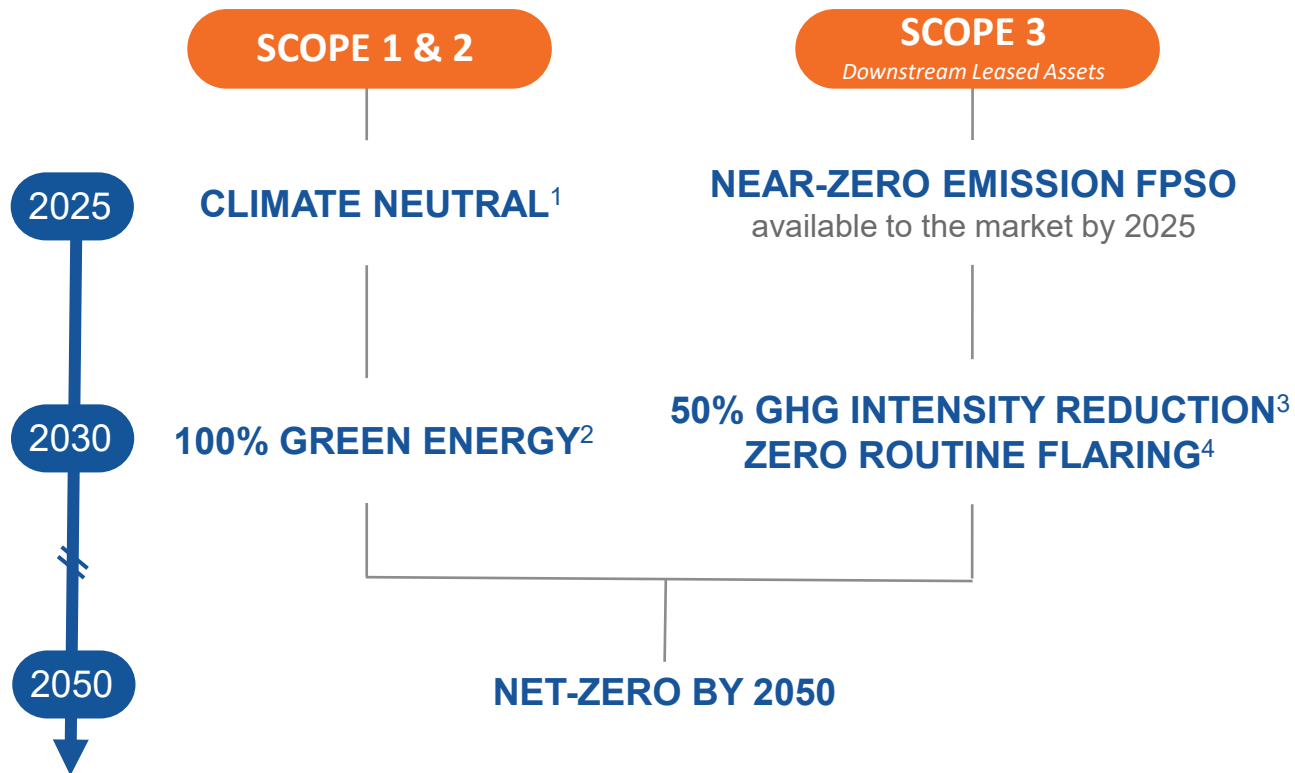 SCOPE 1 & 2
SCOPE 3
Downstream Leased Assets
2025
CLIMATE NEUTRAL1
NEAR-ZERO EMISSION FPSO
available to the market by 2025
2030
100% GREEN ENERGY2
50% GHG INTENSITY REDUCTION3
ZERO ROUTINE FLARING4
2050
NET-ZERO BY 2050